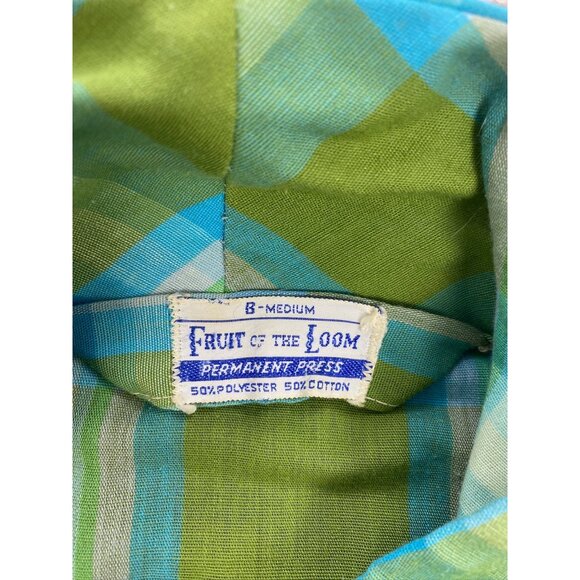 B-MEDIUM
FRUIT OF THE LOOM
PERMANENT PRESS
50% POLYESTER 50% COTTON